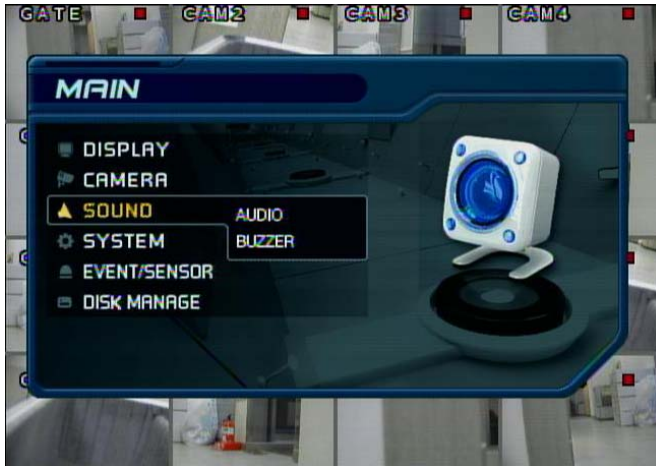 GATE CAM2 CAM3 CAM4
MAIN
DISPLAY
CAMERA
SOUND AUDIO
SYSTEM BUZZER
EVENT/SENSOR
DISK MANAGE